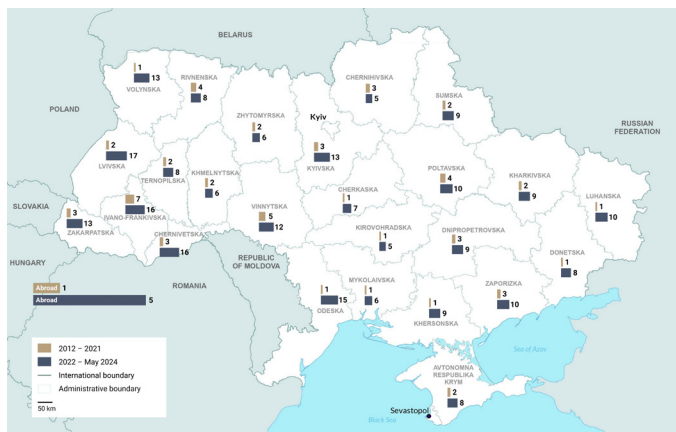 BELARUS
POLAND
SLOVAKIA
HUNGARY
ROMANIA
REPUBLIC
OF MOLDOVA
RUSSIAN
FEDERATION
1
13
VOLYNSKA
RIVNENSKA
4
8
ZHYTOMYRSKA
2
6
Kyiv
3
13
KYIVSKA
CHERNIHIVSKA
3
5
SUMSKA
2
9
2
17
LVIVSKA
2
8
TERNOPILSKA
KHMELNYTSKA
2
6
7
16
IVANO-FRANKIVSKA
3
13
ZAKARPATSKA
CHERNIVETSKA
3
16
VINNYTSKA
5
12
CHERKASKA
1
7
POLTAVSKA
4
10
KHARKIVSKA
2
9
LUHANSKA
1
10
KIROVOHRADSKA
1
5
DNIPROPETROVSKA
3
9
DONETSKA
1
8
1
15
ODESKA
MYKOLAIVSKA
1
6
1
9
KHERSONSKA
ZAPORIZKA
3
10
AVTONOMNA
RESPUBLIKA
KRYM
2
8
Sevastopol
Sea of Azov
Black Sea
Abroad 1
Abroad 5
2012 – 2021
2022 – May 2024
International boundary
Administrative boundary
50 km